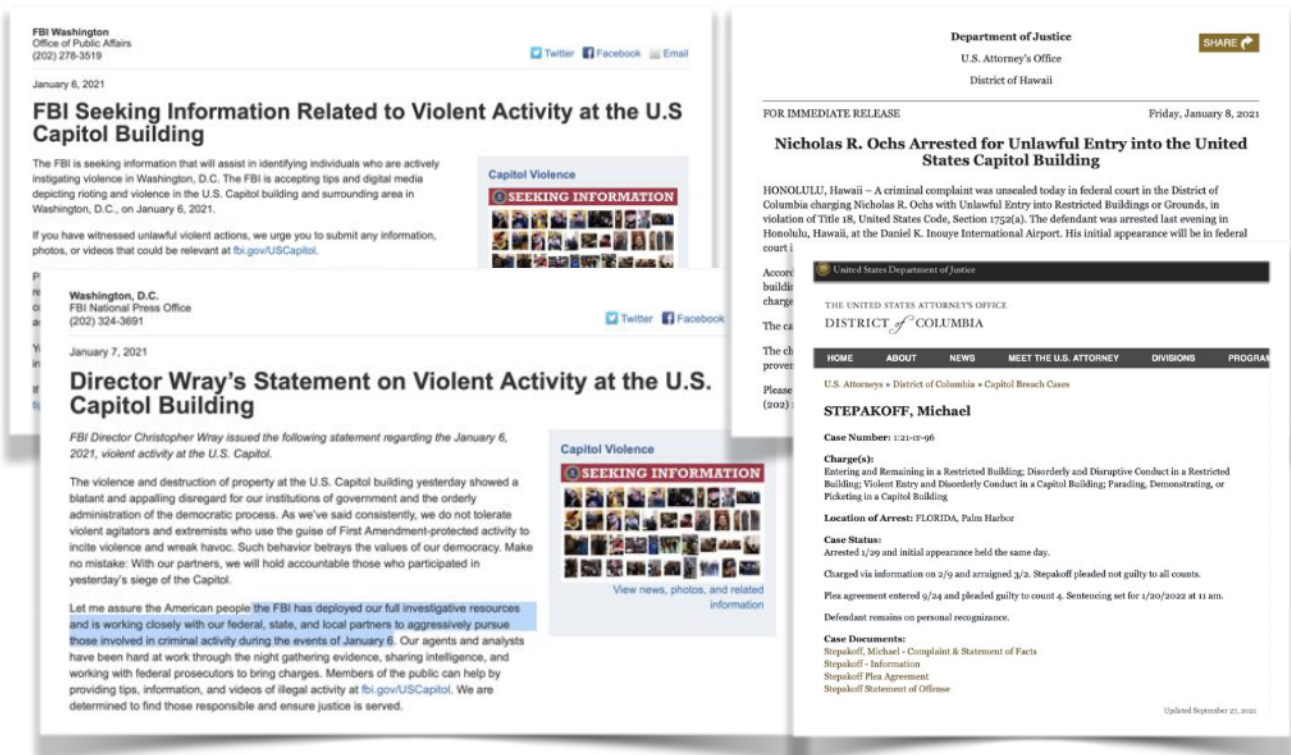 FBI Washington
Office of Public Affairs
(202) 278-3519
Twitter Facebook Email
January 6, 2021
FBI Seeking Information Related to Violent Activity at the U.S
Capitol Building
The FBI is seeking information that will assist in identifying individuals who are actively
instigating violence in Washington, D.C. The FBI is accepting tips and digital media
depicting rioting and violence in the U.S. Capitol building and surrounding area in
Washington, D.C., on January 6, 2021.
If you have witnessed unlawful violent actions, we urge you to submit any information,
photos, or videos that could be relevant at fbi.gov/USCapitol.
Capitol Violence
SEEKING INFORMATION
Washington, D.C.
FBI National Press Office
(202) 324-3691
Twitter Facebook
January 7, 2021
Director Wray's Statement on Violent Activity at the U.S.
Capitol Building
FBI Director Christopher Wray issued the following statement regarding the January 6,
2021, violent activity at the U.S. Capitol.
The violence and destruction of property at the U.S. Capitol building yesterday showed a
blatant and appalling disregard for our institutions of government and the orderly
administration of the democratic process. As we've said consistently, we do not tolerate
violent agitators and extremists who use the guise of First Amendment-protected activity to
incite violence and wreak havoc. Such behavior betrays the values of our democracy. Make
no mistake: With our partners, we will hold accountable those who participated in
yesterday's siege of the Capitol.
Let me assure the American people the FBI has deployed our full investigative resources
and is working closely with our federal, state, and local partners to aggressively pursue
those involved in criminal activity during the events of January 6. Our agents and analysts
have been hard at work through the night gathering evidence, sharing intelligence, and
working with federal prosecutors to bring charges. Members of the public can help by
providing tips, information, and videos of illegal activity at fbi.gov/USCapitol. We are
determined to find those responsible and ensure justice is served.
Capitol Violence
SEEKING INFORMATION
View news, photos, and related
information
Department of Justice
U.S. Attorney's Office
District of Hawaii
SHARE
FOR IMMEDIATE RELEASE Friday, January 8, 2021
Nicholas R. Ochs Arrested for Unlawful Entry into the United
States Capitol Building
HONOLULU, Hawaii – A criminal complaint was unsealed today in federal court in the District of
Columbia charging Nicholas R. Ochs with Unlawful Entry into Restricted Buildings or Grounds, in
violation of Title 18, United States Code, Section 1752(a). The defendant was arrested last evening in
Honolulu, Hawaii, at the Daniel K. Inouye International Airport. His initial appearance will be in federal
court
Please
(202)
United States Department of Justice
THE UNITED STATES ATTORNEY'S OFFICE
DISTRICT of COLUMBIA
HOME ABOUT NEWS MEET THE U.S. ATTORNEY DIVISIONS PROGRAM
U.S. Attorneys » District of Columbia » Capitol Breach Cases
STEPAKOFF, Michael
Case Number: 1:21-cr-96
Charge(s):
Entering and Remaining in a Restricted Building; Disorderly and Disruptive Conduct in a Restricted
Building; Violent Entry and Disorderly Conduct in a Capitol Building; Parading, Demonstrating, or
Picketing in a Capitol Building
Location of Arrest: FLORIDA, Palm Harbor
Case Status:
Arrested 1/29 and initial appearance held the same day.
Charged via information on 2/9 and arraigned 3/2. Stepakoff pleaded not guilty to all counts.
Plea agreement entered 9/24 and pleaded guilty to count 4. Sentencing set for 1/20/2022 at 11 am.
Defendant remains on personal recognizance.
Case Documents:
Stepakoff, Michael - Complaint & Statement of Facts
Stepakoff - Information
Stepakoff Plea Agreement
Stepakoff Statement of Offense
Updated September 27, 2021